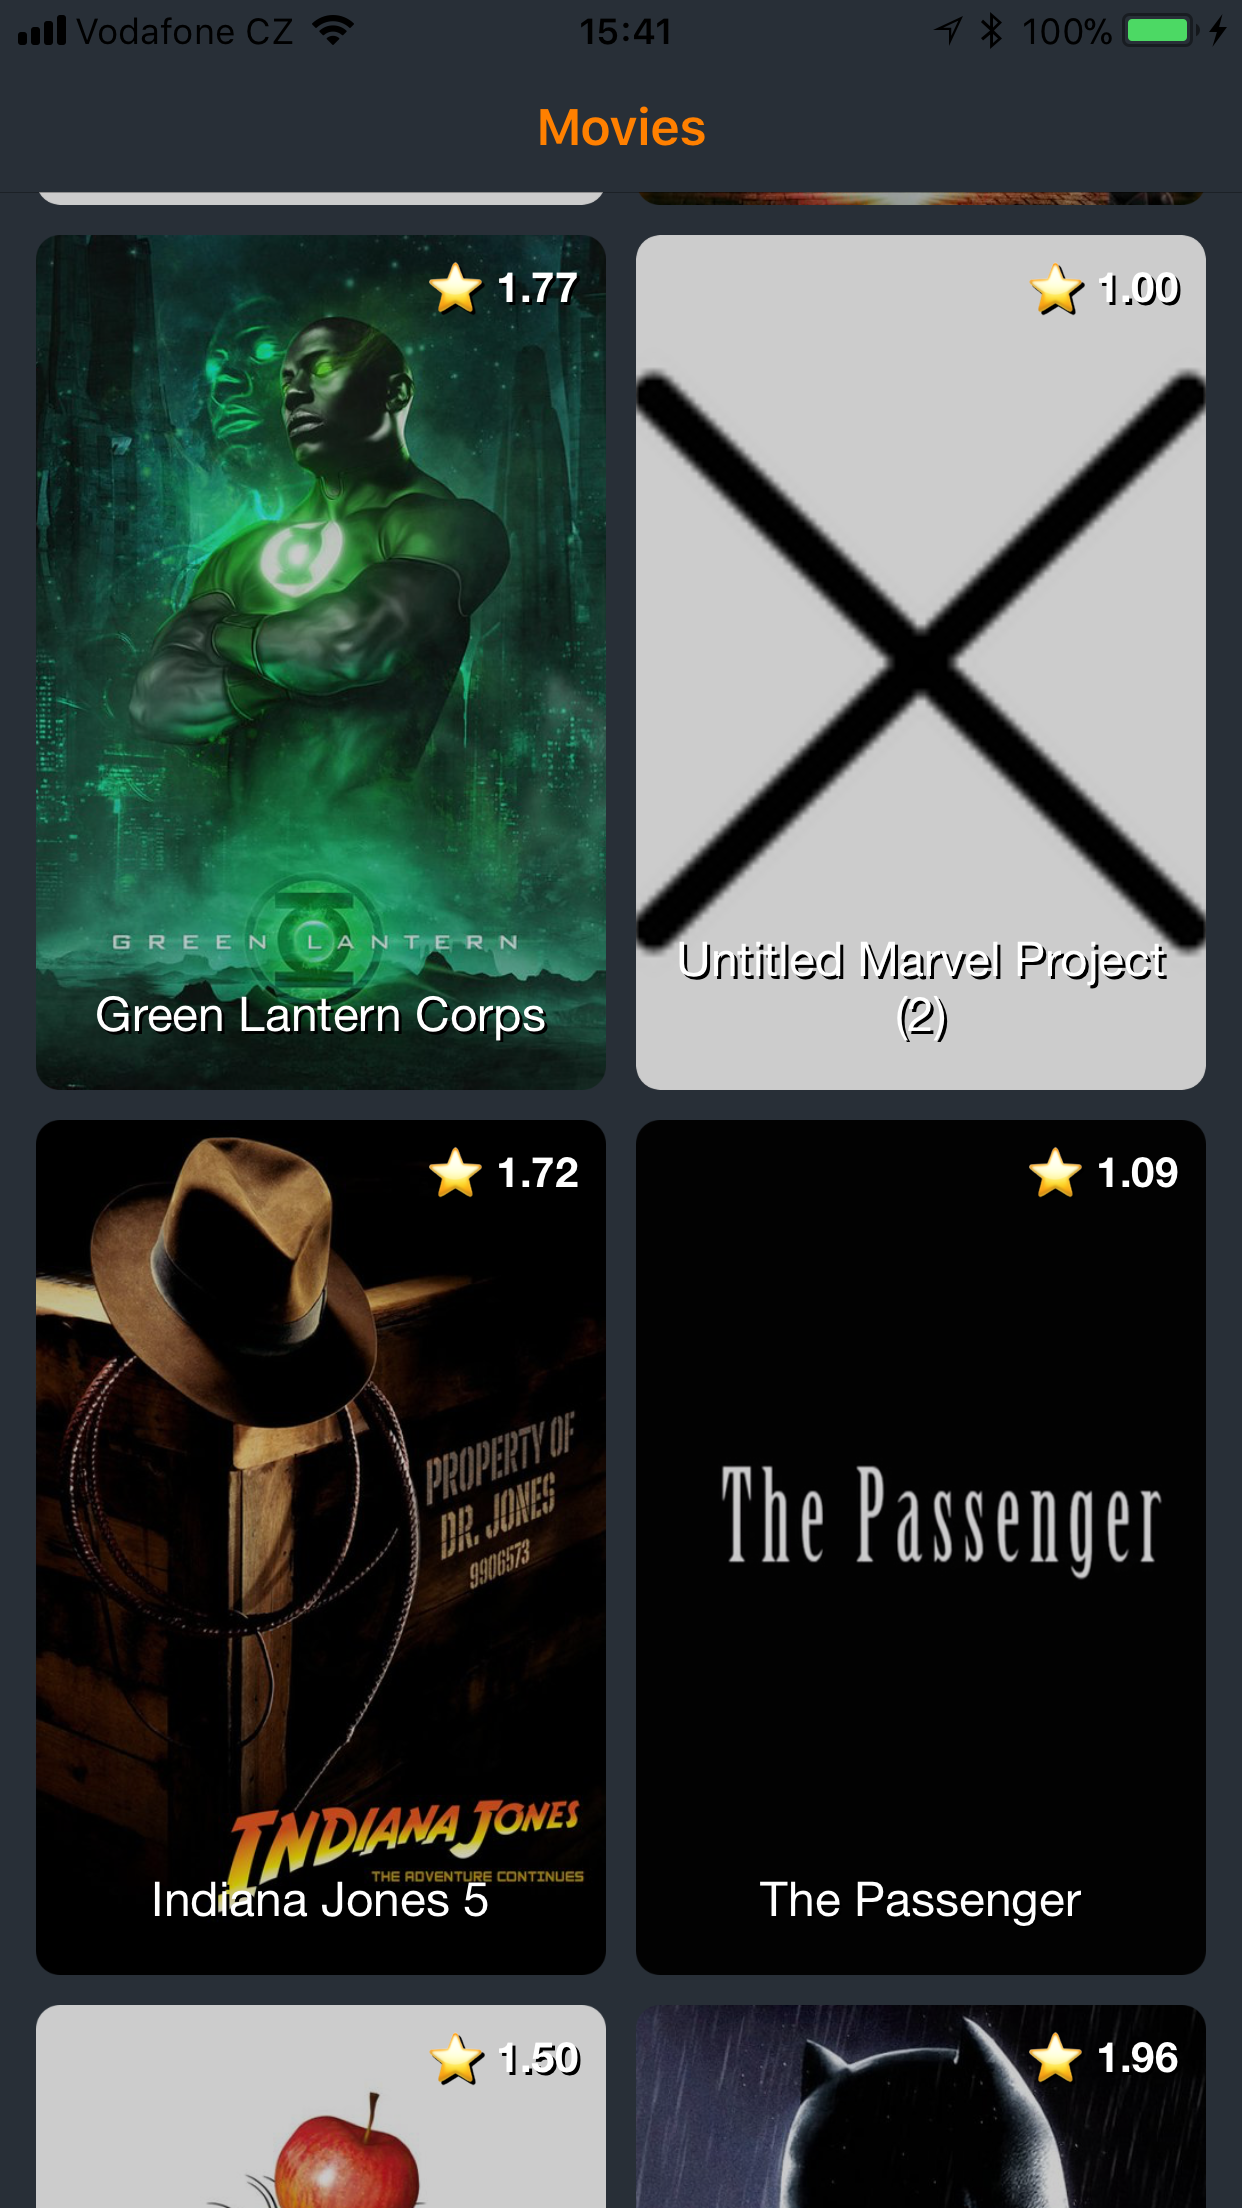 Vodafone CZ 15:41 100%
Movies
1.77
GREEN LANTERN
Green Lantern Corps
1.00
Untitled Marvel Project
(2)
1.72
PROPERTY OF
DR. JONES
9906573
INDIANA JONES
THE ADVENTURE CONTINUES
Indiana Jones 5
1.09
The Passenger
The Passenger
1.50
1.96